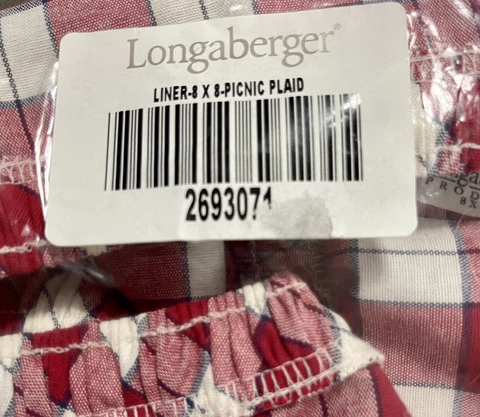 Longaberger®
LINER-8 X 8-PICNIC PLAID
2693071